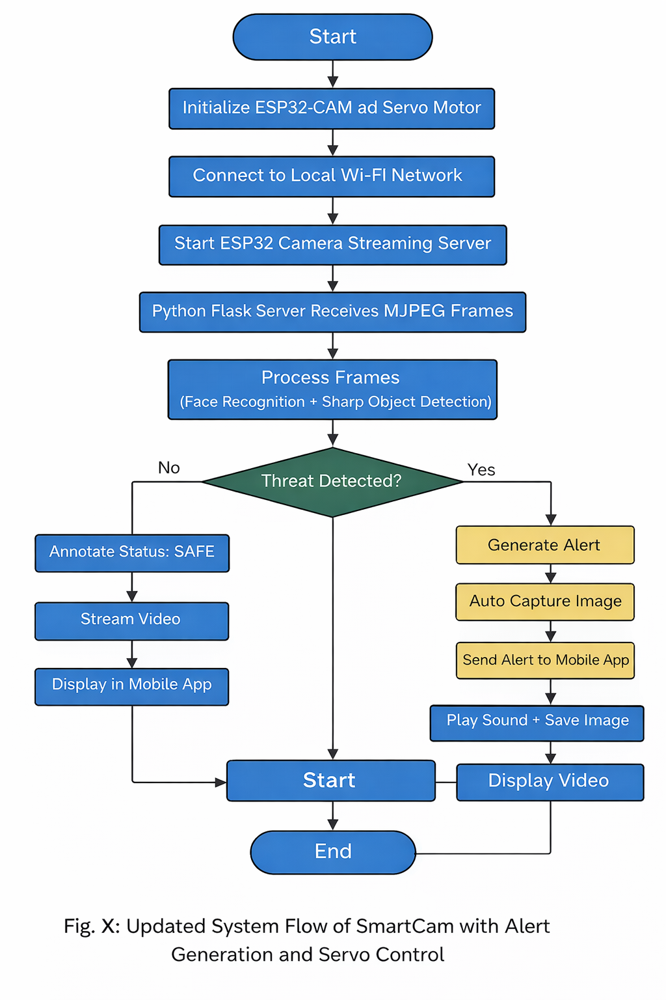 Start
Initialize ESP32-CAM ad Servo Motor
Connect to Local Wi-FI Network
Start ESP32 Camera Streaming Server
Python Flask Server Receives MJPEG Frames
Process Frames
(Face Recognition + Sharp Object Detection)
Threat Detected?
No
Yes
Annotate Status: SAFE
Stream Video
Display in Mobile App
Generate Alert
Auto Capture Image
Send Alert to Mobile App
Play Sound + Save Image
Display Video
Start
End
Fig. X: Updated System Flow of SmartCam with Alert
Generation and Servo Control